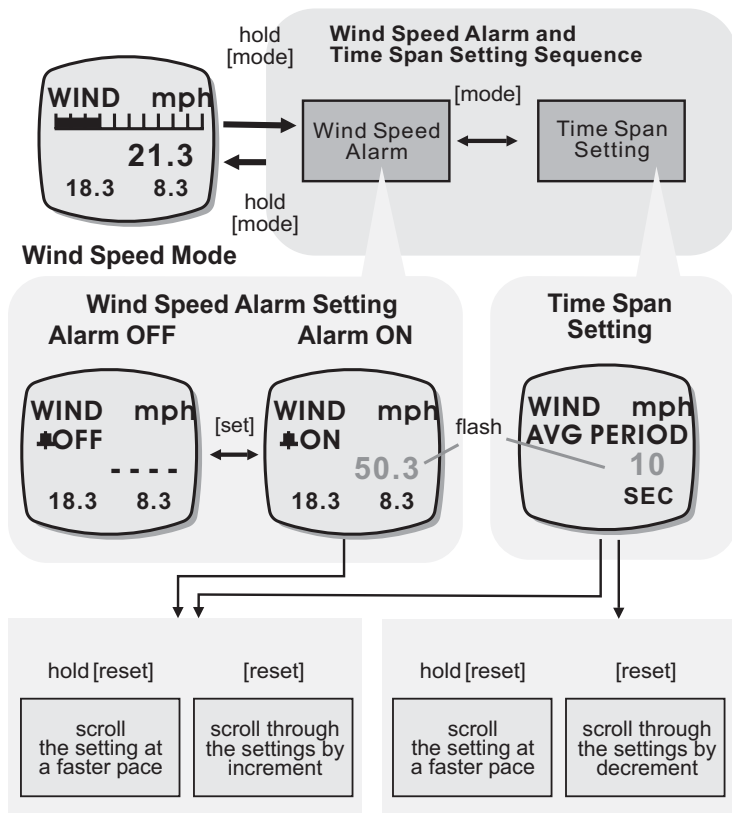 hold
[mode]
Wind Speed Alarm and
Time Span Setting Sequence
WIND mph
21.3
18.3 8.3
[mode]
Wind Speed
Alarm
Time Span
Setting
hold
[mode]
Wind Speed Mode
Wind Speed Alarm Setting
Alarm OFF Alarm ON
Time Span
Setting
WIND mph
OFF
- - - -
18.3 8.3
[set]
WIND mph
ON
50.3
18.3 8.3
flash
WIND mph
AVG PERIOD
10
SEC
hold [reset] [reset]
scroll
the setting at
a faster pace
scroll through
the settings by
increment
hold [reset] [reset]
scroll
the setting at
a faster pace
scroll through
the settings by
decrement